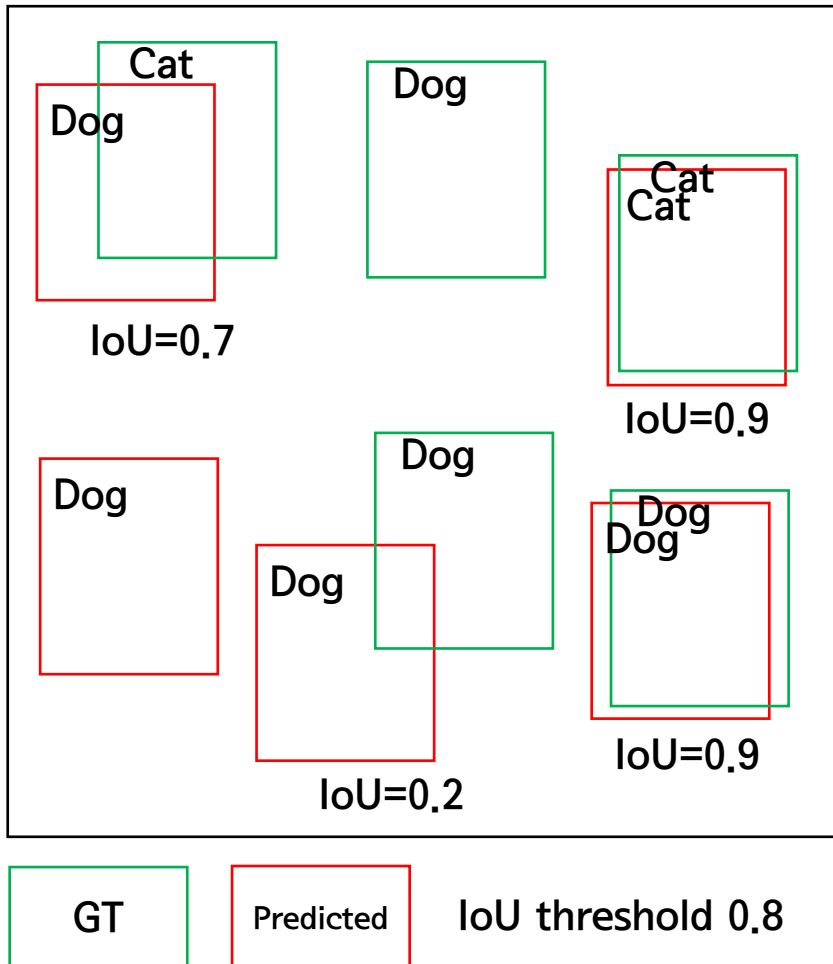 Cat
Dog
Dog
Cat
Cat
IoU=0.7
IoU=0.9
Dog
Dog
Dog
Dog
Dog
IoU=0.9
IoU=0.2
GT
Predicted
IoU threshold 0.8